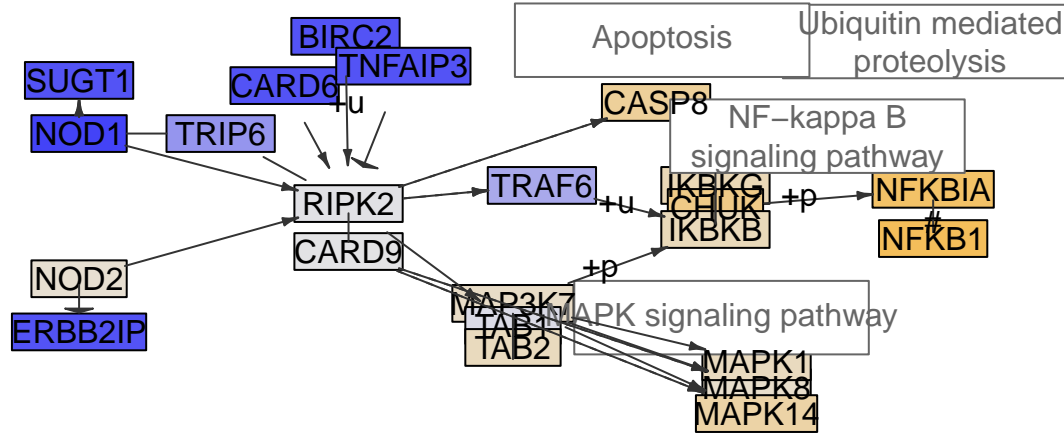 BIRC2
Apoptosis
Ubiquitin mediated
proteolysis
TNFAIP3
SUGT1
CARD6
+u
CASP8
NOD1
TRIP6
NF−kappa B
signaling pathway
RIPK2
TRAF6
+u
IKBKG
CHUK
IKBKB
+p
NFKBIA
#
NFKB1
CARD9
NOD2
+p
MAP3K7
TAB1
TAB2
MAPK signaling pathway
ERBB2IP
MAPK1
MAPK8
MAPK14